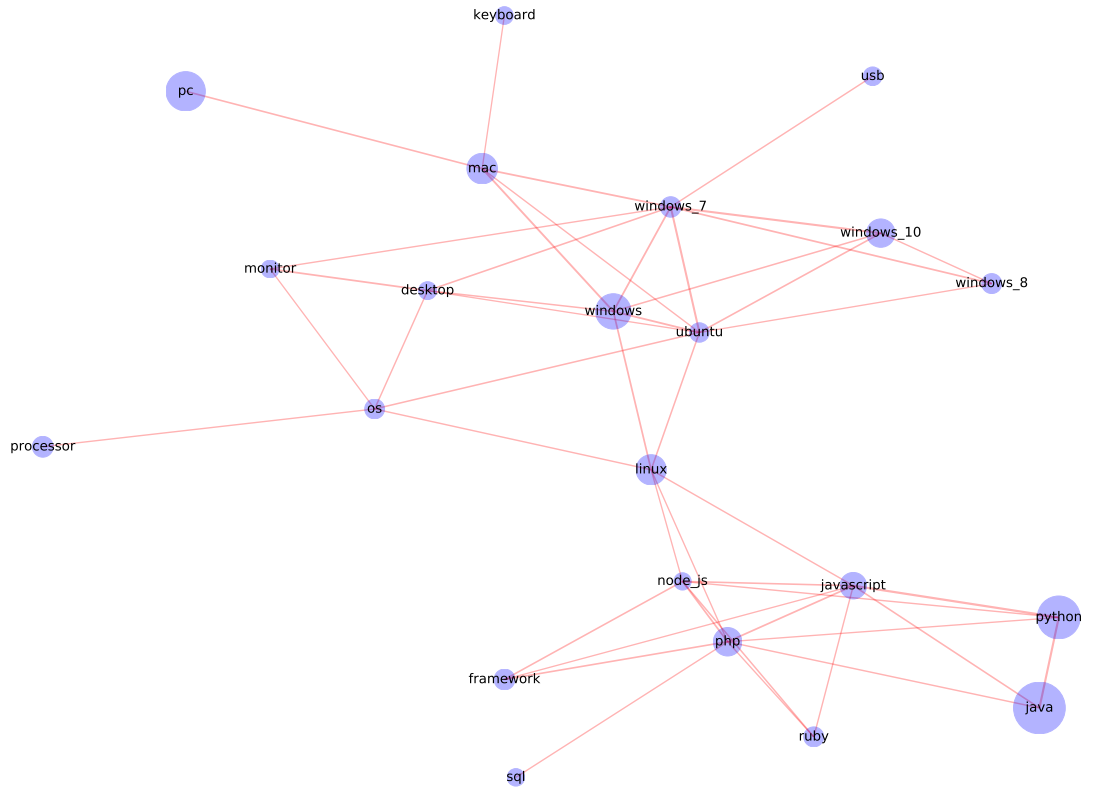 keyboard
usb
pc
mac
windows_7
windows_10
monitor
windows_8
desktop
windows
ubuntu
os
processor
linux
node_js
javascript
python
php
framework
java
ruby
sql